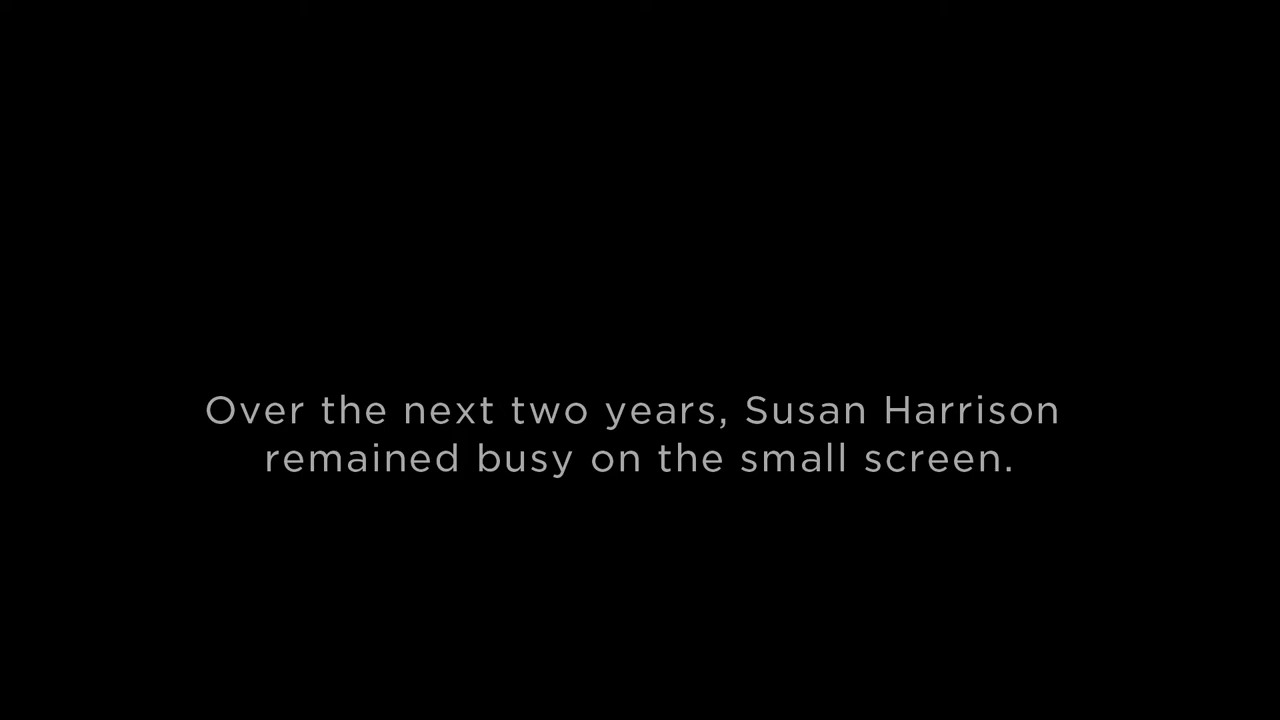 Over the next two years, Susan Harrison
remained busy on the small screen.